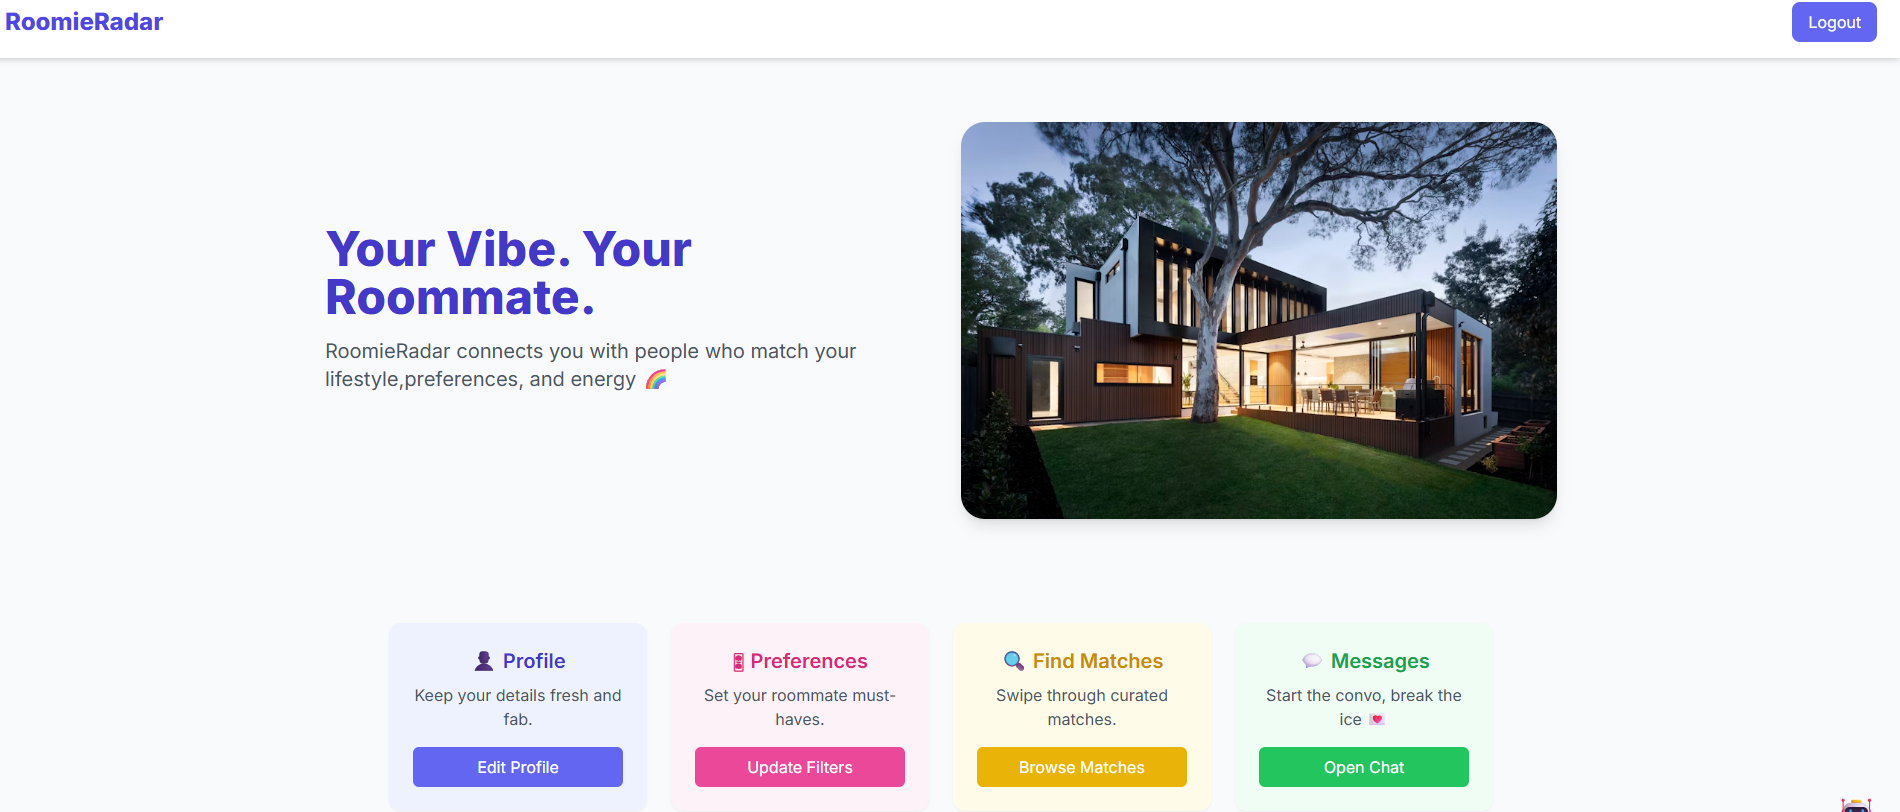 RoomieRadar
Logout
Your Vibe. Your
Roommate.
RoomieRadar connects you with people who match your
lifestyle,preferences, and energy 🌈
👤 Profile
Keep your details fresh and
fab.
Edit Profile
🎛 Preferences
Set your roommate must-
haves.
Update Filters
🔍 Find Matches
Swipe through curated
matches.
Browse Matches
💬 Messages
Start the convo, break the
ice 💌
Open Chat